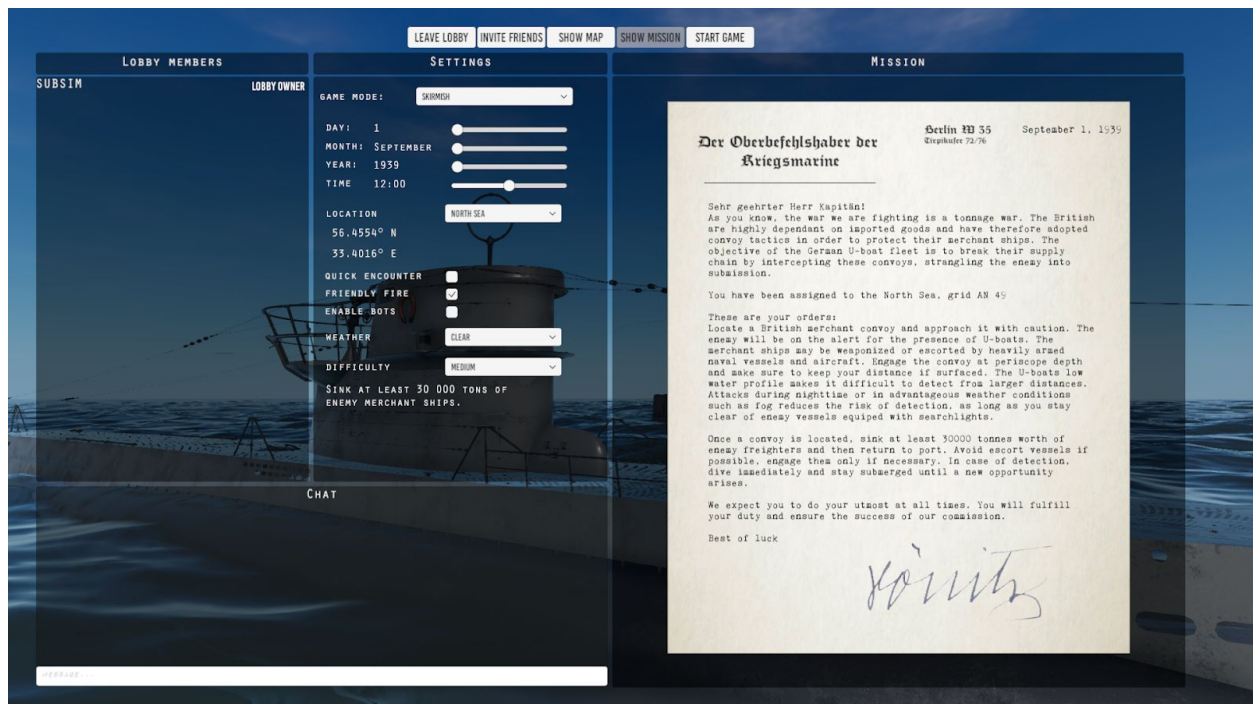 LEAVE LOBBY INVITE FRIENDS SHOW MAP SHOW MISSION START GAME
LOBBY MEMBERS
SUBSIM LOBBY OWNER
SETTINGS
GAME MODE: SKIRMISH
DAY: 1
MONTH: SEPTEMBER
YEAR: 1939
TIME 12:00
LOCATION NORTH SEA
56.4554° N
33.4016° E
QUICK ENCOUNTER
FRIENDLY FIRE
ENABLE BOTS
WEATHER CLEAR
DIFFICULTY MEDIUM
SINK AT LEAST 30 000 TONS OF
ENEMY MERCHANT SHIPS.
CHAT
MESSAGE...
MISSION
Der Oberbefehlshaber der
Kriegsmarine
Berlin W 35
Tirpitzufer 72/76
September 1, 1939
Sehr geehrter Herr Kapitän!
As you know, the war we are fighting is a tonnage war. The British
are highly dependant on imported goods and have therefore adopted
convoy tactics in order to protect their merchant ships. The
objective of the German U-boat fleet is to break their supply
chain by intercepting these convoys, strangling the enemy into
submission.
You have been assigned to the North Sea, grid AN 49
These are your orders:
Locate a British merchant convoy and approach it with caution. The
enemy will be on the alert for the presence of U-boats. The
merchant ships may be weaponized or escorted by heavily armed
naval vessels and aircraft. Engage the convoy at periscope depth
and make sure to keep your distance if surfaced. The U-boats low
water profile makes it difficult to detect from larger distances.
Attacks during nighttime or in advantageous weather conditions
such as fog reduces the risk of detection, as long as you stay
clear of enemy vessels equiped with searchlights.
Once a convoy is located, sink at least 30000 tonnes worth of
enemy freighters and then return to port. Avoid escort vessels if
possible, engage them only if necessary. In case of detection,
dive immediately and stay submerged until a new opportunity
arises.
We expect you to do your utmost at all times. You will fulfill
your duty and ensure the success of our commission.
Best of luck
Dönitz